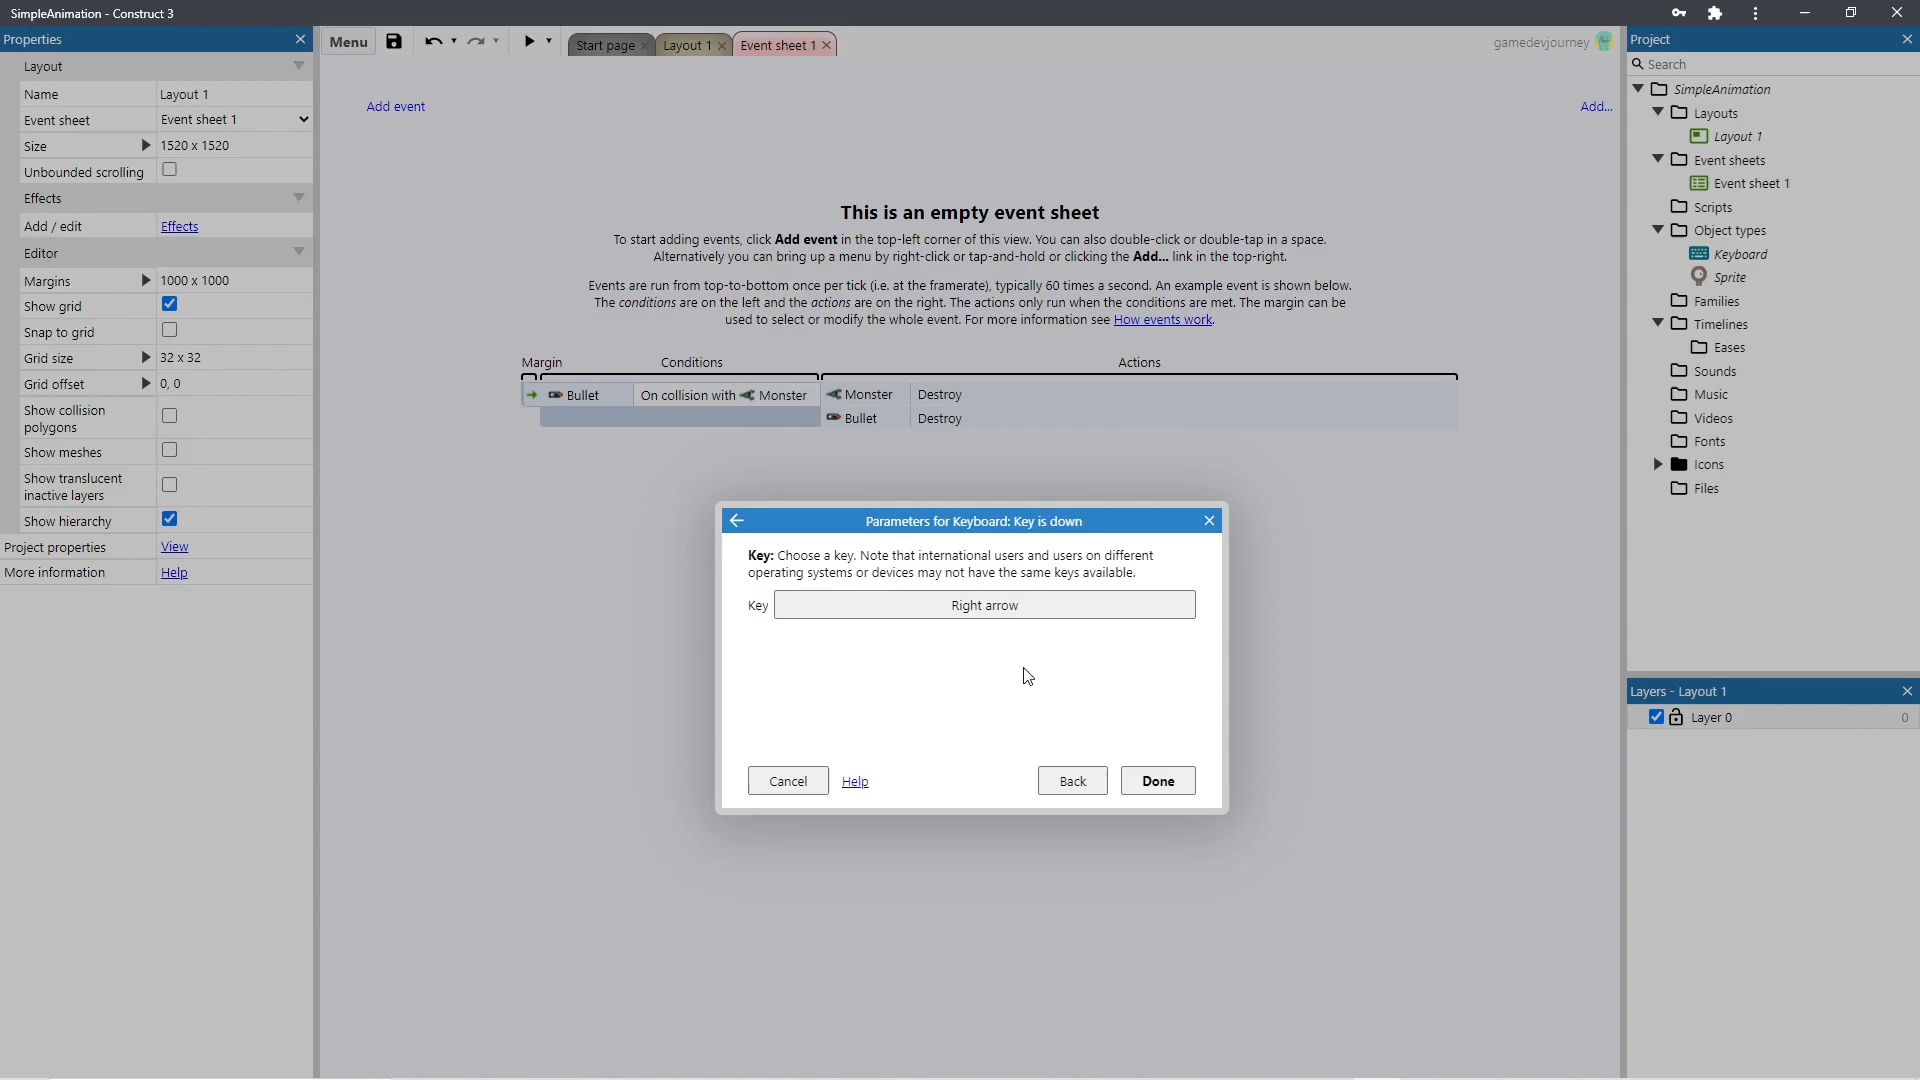 SimpleAnimation - Construct 3
Properties
Layout
Name Layout 1
Event sheet Event sheet 1
Size 1520 x 1520
Unbounded scrolling
Effects
Add / edit Effects
Editor
Margins 1000 x 1000
Show grid
Snap to grid
Grid size 32 x 32
Grid offset 0, 0
Show collision
polygons
Show meshes
Show translucent
inactive layers
Show hierarchy
Project properties View
More information Help
Menu
Start page
Layout 1
Event sheet 1
gamedevjourney
Add event
Add...
This is an empty event sheet
To start adding events, click Add event in the top-left corner of this view. You can also double-click or double-tap in a space.
Alternatively you can bring up a menu by right-click or tap-and-hold or clicking the Add... link in the top-right.
Events are run from top-to-bottom once per tick (i.e. at the framerate), typically 60 times a second. An example event is shown below.
The conditions are on the left and the actions are on the right. The actions only run when the conditions are met. The margin can be
used to select or modify the whole event. For more information see How events work.
Margin Conditions Actions
Bullet On collision with Monster Monster Destroy
Bullet Destroy
Parameters for Keyboard: Key is down
Key: Choose a key. Note that international users and users on different
operating systems or devices may not have the same keys available.
Key Right arrow
Cancel Help Back Done
Project
Search
SimpleAnimation
Layouts
Layout 1
Event sheets
Event sheet 1
Scripts
Object types
Keyboard
Sprite
Families
Timelines
Eases
Sounds
Music
Videos
Fonts
Icons
Files
Layers - Layout 1
Layer 0 0